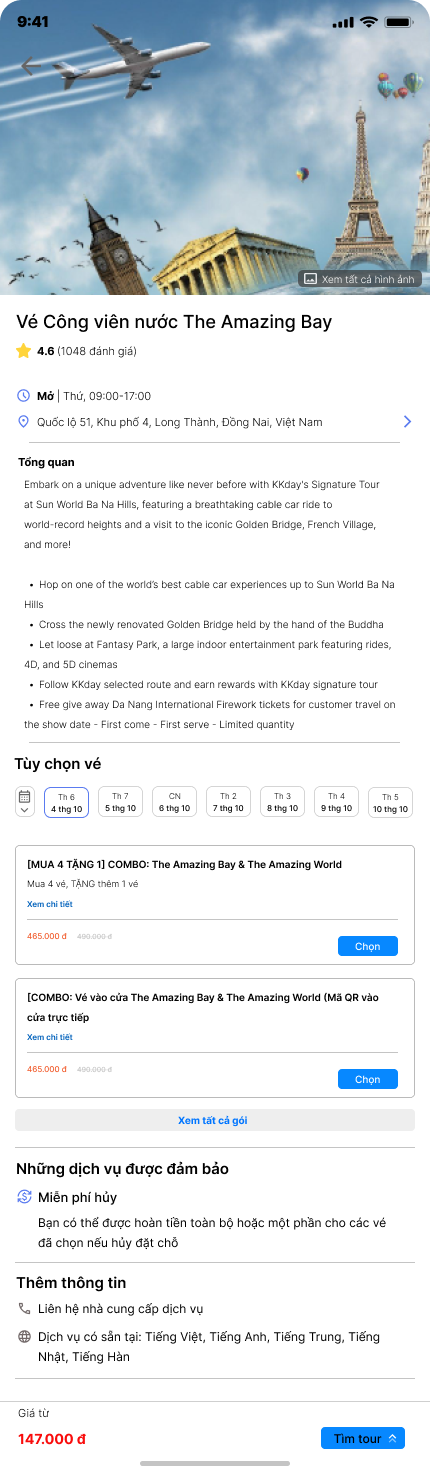 9:41
Xem tất cả hình ảnh
Vé Công viên nước The Amazing Bay
4.6 (1048 đánh giá)
Mở | Thứ, 09:00-17:00
Quốc lộ 51, Khu phố 4, Long Thành, Đồng Nai, Việt Nam
Tổng quan
Embark on a unique adventure like never before with KKday's Signature Tour
at Sun World Ba Na Hills, featuring a breathtaking cable car ride to
world-record heights and a visit to the iconic Golden Bridge, French Village,
and more!
• Hop on one of the world's best cable car experiences up to Sun World Ba Na
Hills
• Cross the newly renovated Golden Bridge held by the hand of the Buddha
• Let loose at Fantasy Park, a large indoor entertainment park featuring rides,
4D, and 5D cinemas
• Follow KKday selected route and earn rewards with KKday signature tour
• Free give away Da Nang International Firework tickets for customer travel on
the show date - First come - First serve - Limited quantity
Tùy chọn vé
Th 6 Th 7 CN Th 2 Th 3 Th 4 Th 5
4 thg 10 5 thg 10 6 thg 10 7 thg 10 8 thg 10 9 thg 10 10 thg 10
[MUA 4 TẶNG 1] COMBO: The Amazing Bay & The Amazing World
Mua 4 vé, TẶNG thêm 1 vé
Xem chi tiết
465.000 đ 490.000 đ
Chọn
[COMBO: Vé vào cửa The Amazing Bay & The Amazing World (Mã QR vào
cửa trực tiếp
Xem chi tiết
465.000 đ 490.000 đ
Chọn
Xem tất cả gói
Những dịch vụ được đảm bảo
Miễn phí hủy
Bạn có thể được hoàn tiền toàn bộ hoặc một phần cho các vé
đã chọn nếu hủy đặt chỗ
Thêm thông tin
Liên hệ nhà cung cấp dịch vụ
Dịch vụ có sẵn tại: Tiếng Việt, Tiếng Anh, Tiếng Trung, Tiếng
Nhật, Tiếng Hàn
Giá từ
147.000 đ
Tìm tour